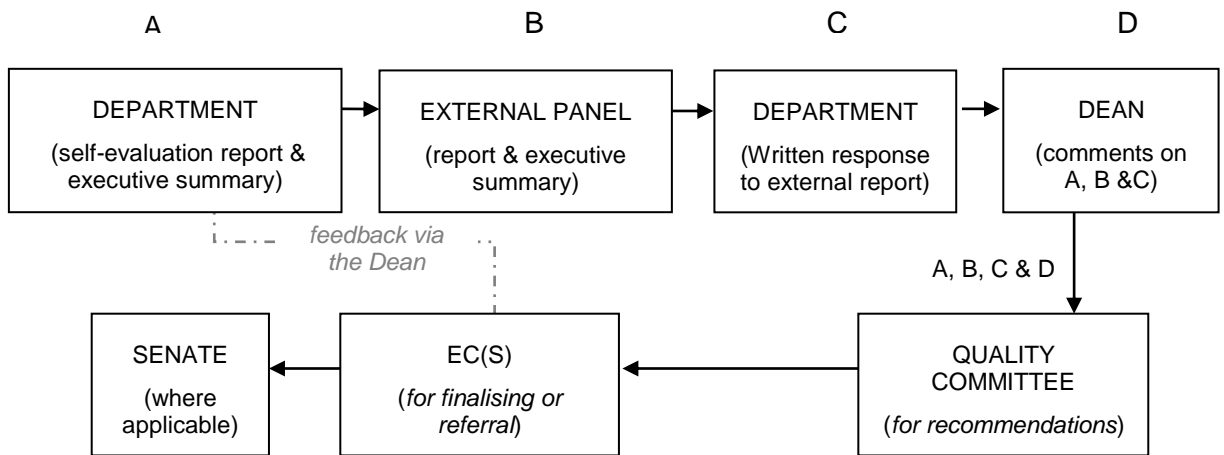 A
B
C
D
DEPARTMENT
(self-evaluation report &
executive summary)
EXTERNAL PANEL
(report & executive
summary)
DEPARTMENT
(Written response
to external report)
DEAN
(comments on
A, B &C)
feedback via
the Dean
A, B, C & D
SENATE
(where
applicable)
EC(S)
(for finalising or
referral)
QUALITY
COMMITTEE
(for recommendations)